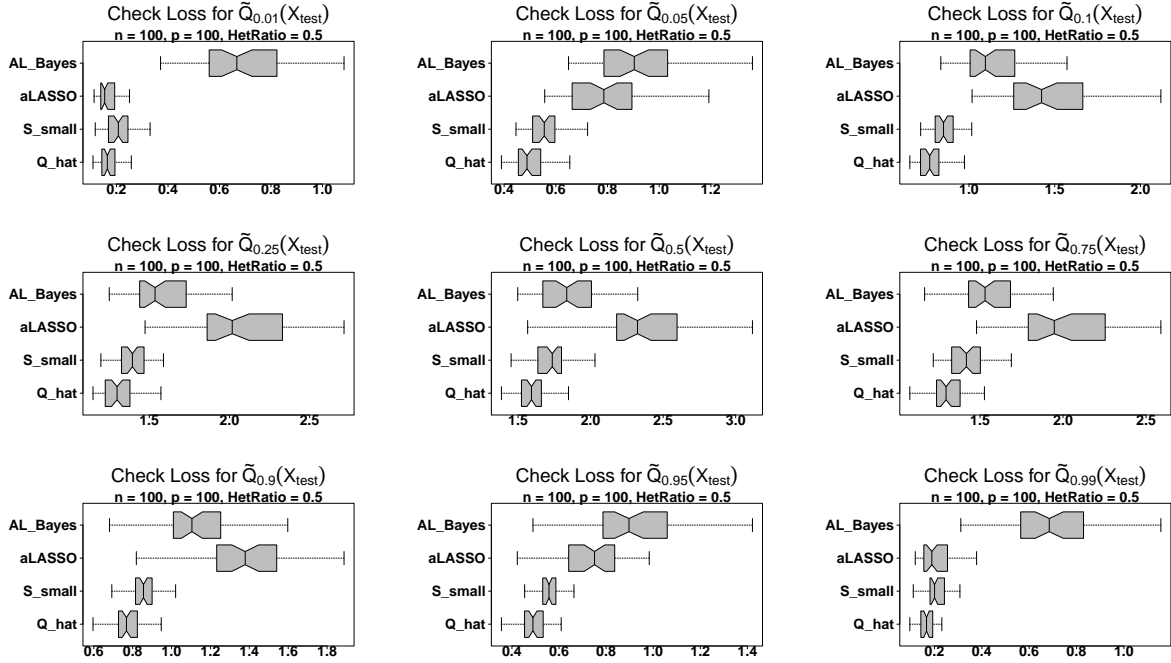 Check Loss for Q̃0.01(Xtest)
n = 100, p = 100, HetRatio = 0.5
AL_Bayes
aLASSO
S_small
Q_hat
0.2 0.4 0.6 0.8 1.0
Check Loss for Q̃0.05(Xtest)
n = 100, p = 100, HetRatio = 0.5
AL_Bayes
aLASSO
S_small
Q_hat
0.4 0.6 0.8 1.0 1.2
Check Loss for Q̃0.1(Xtest)
n = 100, p = 100, HetRatio = 0.5
AL_Bayes
aLASSO
S_small
Q_hat
1.0 1.5 2.0
Check Loss for Q̃0.25(Xtest)
n = 100, p = 100, HetRatio = 0.5
AL_Bayes
aLASSO
S_small
Q_hat
1.5 2.0 2.5
Check Loss for Q̃0.5(Xtest)
n = 100, p = 100, HetRatio = 0.5
AL_Bayes
aLASSO
S_small
Q_hat
1.5 2.0 2.5 3.0
Check Loss for Q̃0.75(Xtest)
n = 100, p = 100, HetRatio = 0.5
AL_Bayes
aLASSO
S_small
Q_hat
1.5 2.0 2.5
Check Loss for Q̃0.9(Xtest)
n = 100, p = 100, HetRatio = 0.5
AL_Bayes
aLASSO
S_small
Q_hat
0.6 0.8 1.0 1.2 1.4 1.6 1.8
Check Loss for Q̃0.95(Xtest)
n = 100, p = 100, HetRatio = 0.5
AL_Bayes
aLASSO
S_small
Q_hat
0.4 0.6 0.8 1.0 1.2 1.4
Check Loss for Q̃0.99(Xtest)
n = 100, p = 100, HetRatio = 0.5
AL_Bayes
aLASSO
S_small
Q_hat
0.2 0.4 0.6 0.8 1.0